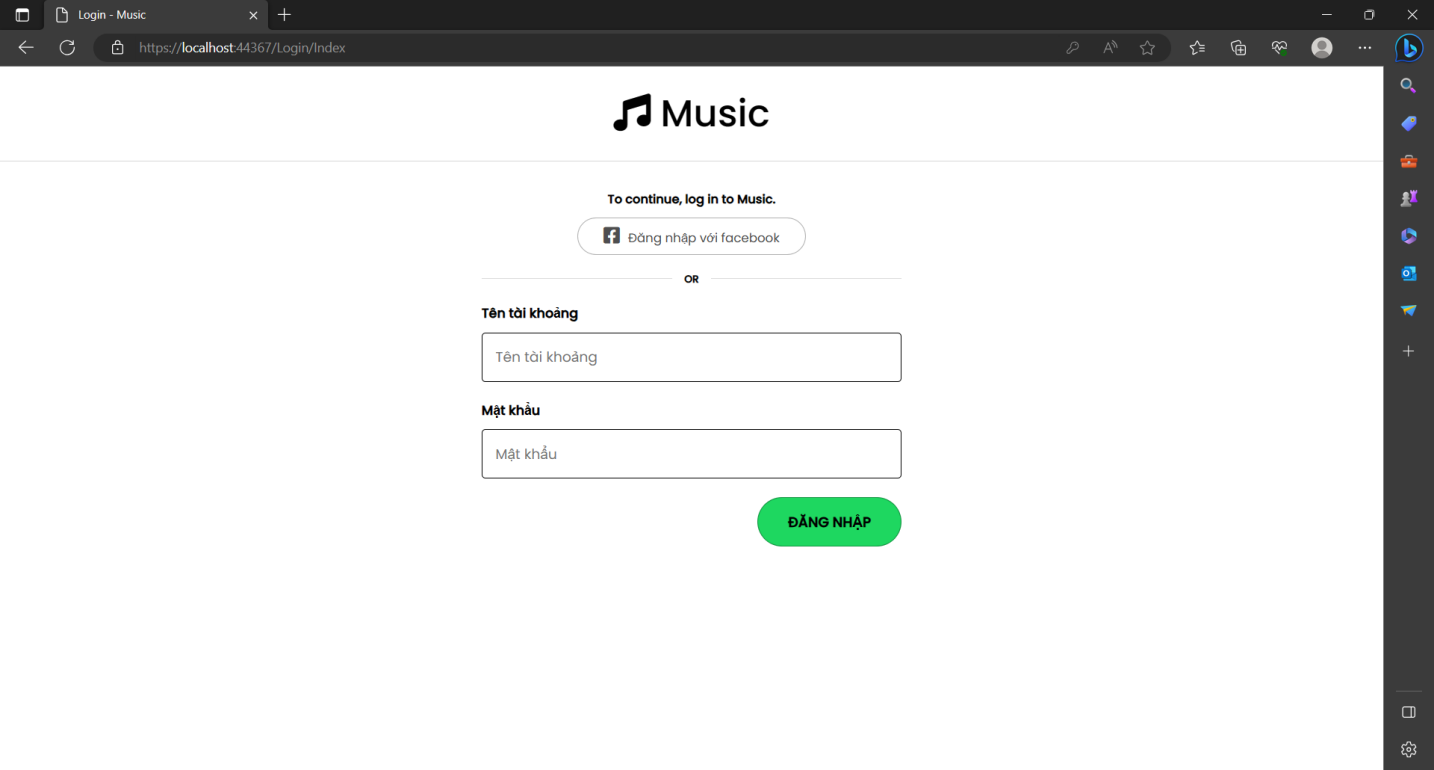 Login - Music
https://localhost:44367/Login/Index
Music
To continue, log in to Music.
Đăng nhập với facebook
OR
Tên tài khoảng
Tên tài khoảng
Mật khẩu
Mật khẩu
ĐĂNG NHẬP